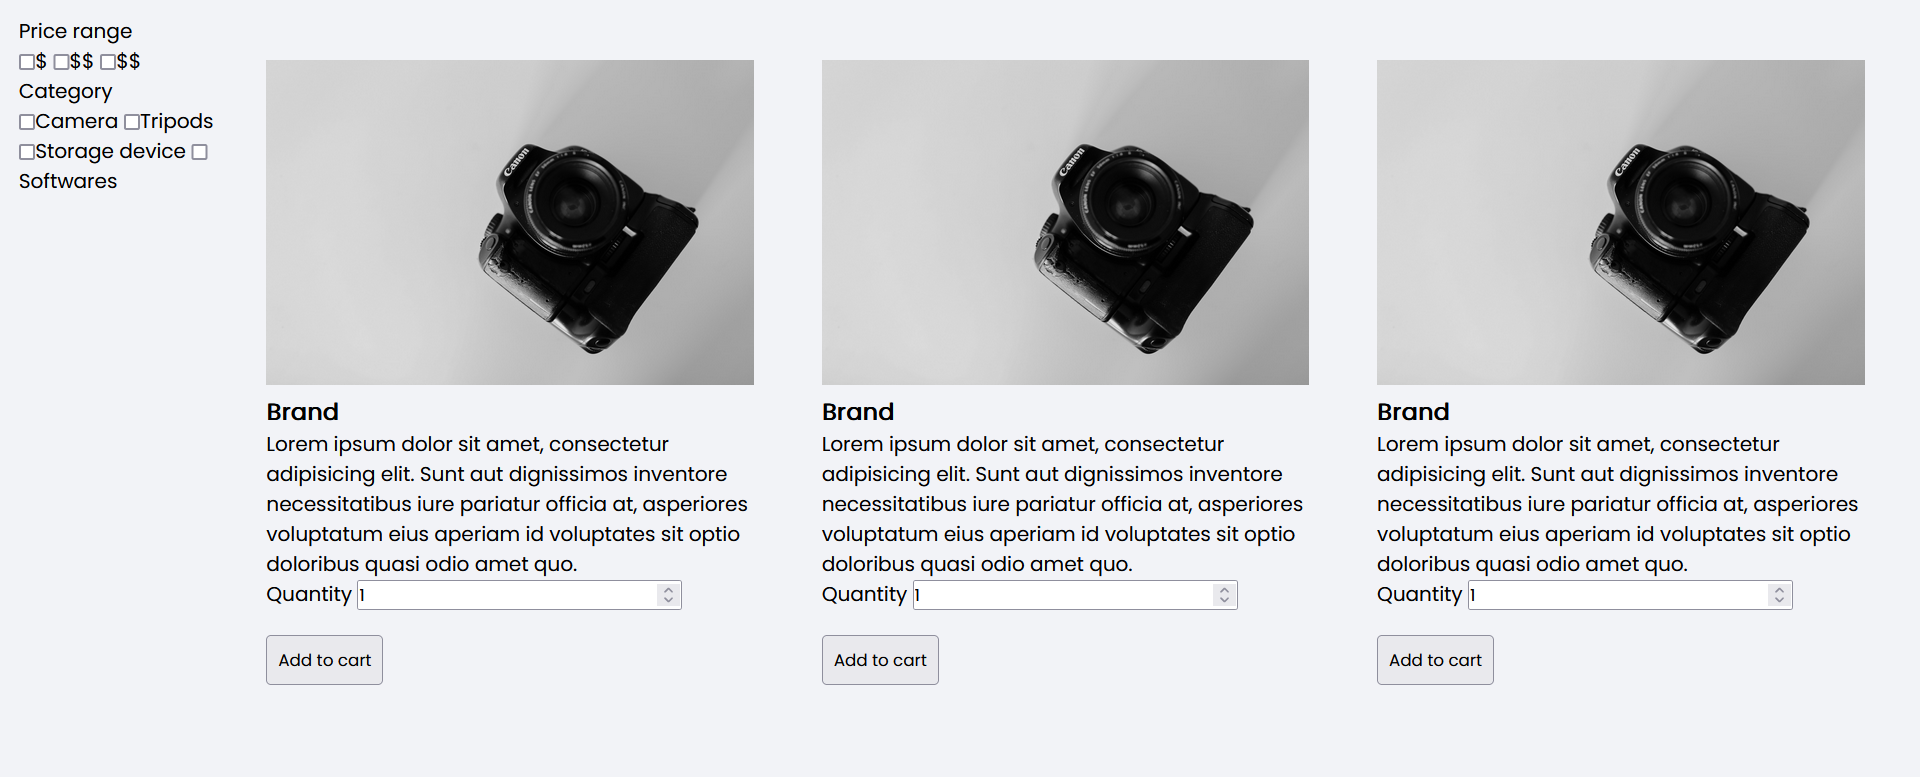 Price range
$ $$ $$
Category
Camera Tripods
Storage device
Softwares
Canon
Brand
Lorem ipsum dolor sit amet, consectetur
adipisicing elit. Sunt aut dignissimos inventore
necessitatibus iure pariatur officia at, asperiores
voluptatum eius aperiam id voluptates sit optio
doloribus quasi odio amet quo.
Quantity 1
Add to cart
Canon
Brand
Lorem ipsum dolor sit amet, consectetur
adipisicing elit. Sunt aut dignissimos inventore
necessitatibus iure pariatur officia at, asperiores
voluptatum eius aperiam id voluptates sit optio
doloribus quasi odio amet quo.
Quantity 1
Add to cart
Canon
Brand
Lorem ipsum dolor sit amet, consectetur
adipisicing elit. Sunt aut dignissimos inventore
necessitatibus iure pariatur officia at, asperiores
voluptatum eius aperiam id voluptates sit optio
doloribus quasi odio amet quo.
Quantity 1
Add to cart